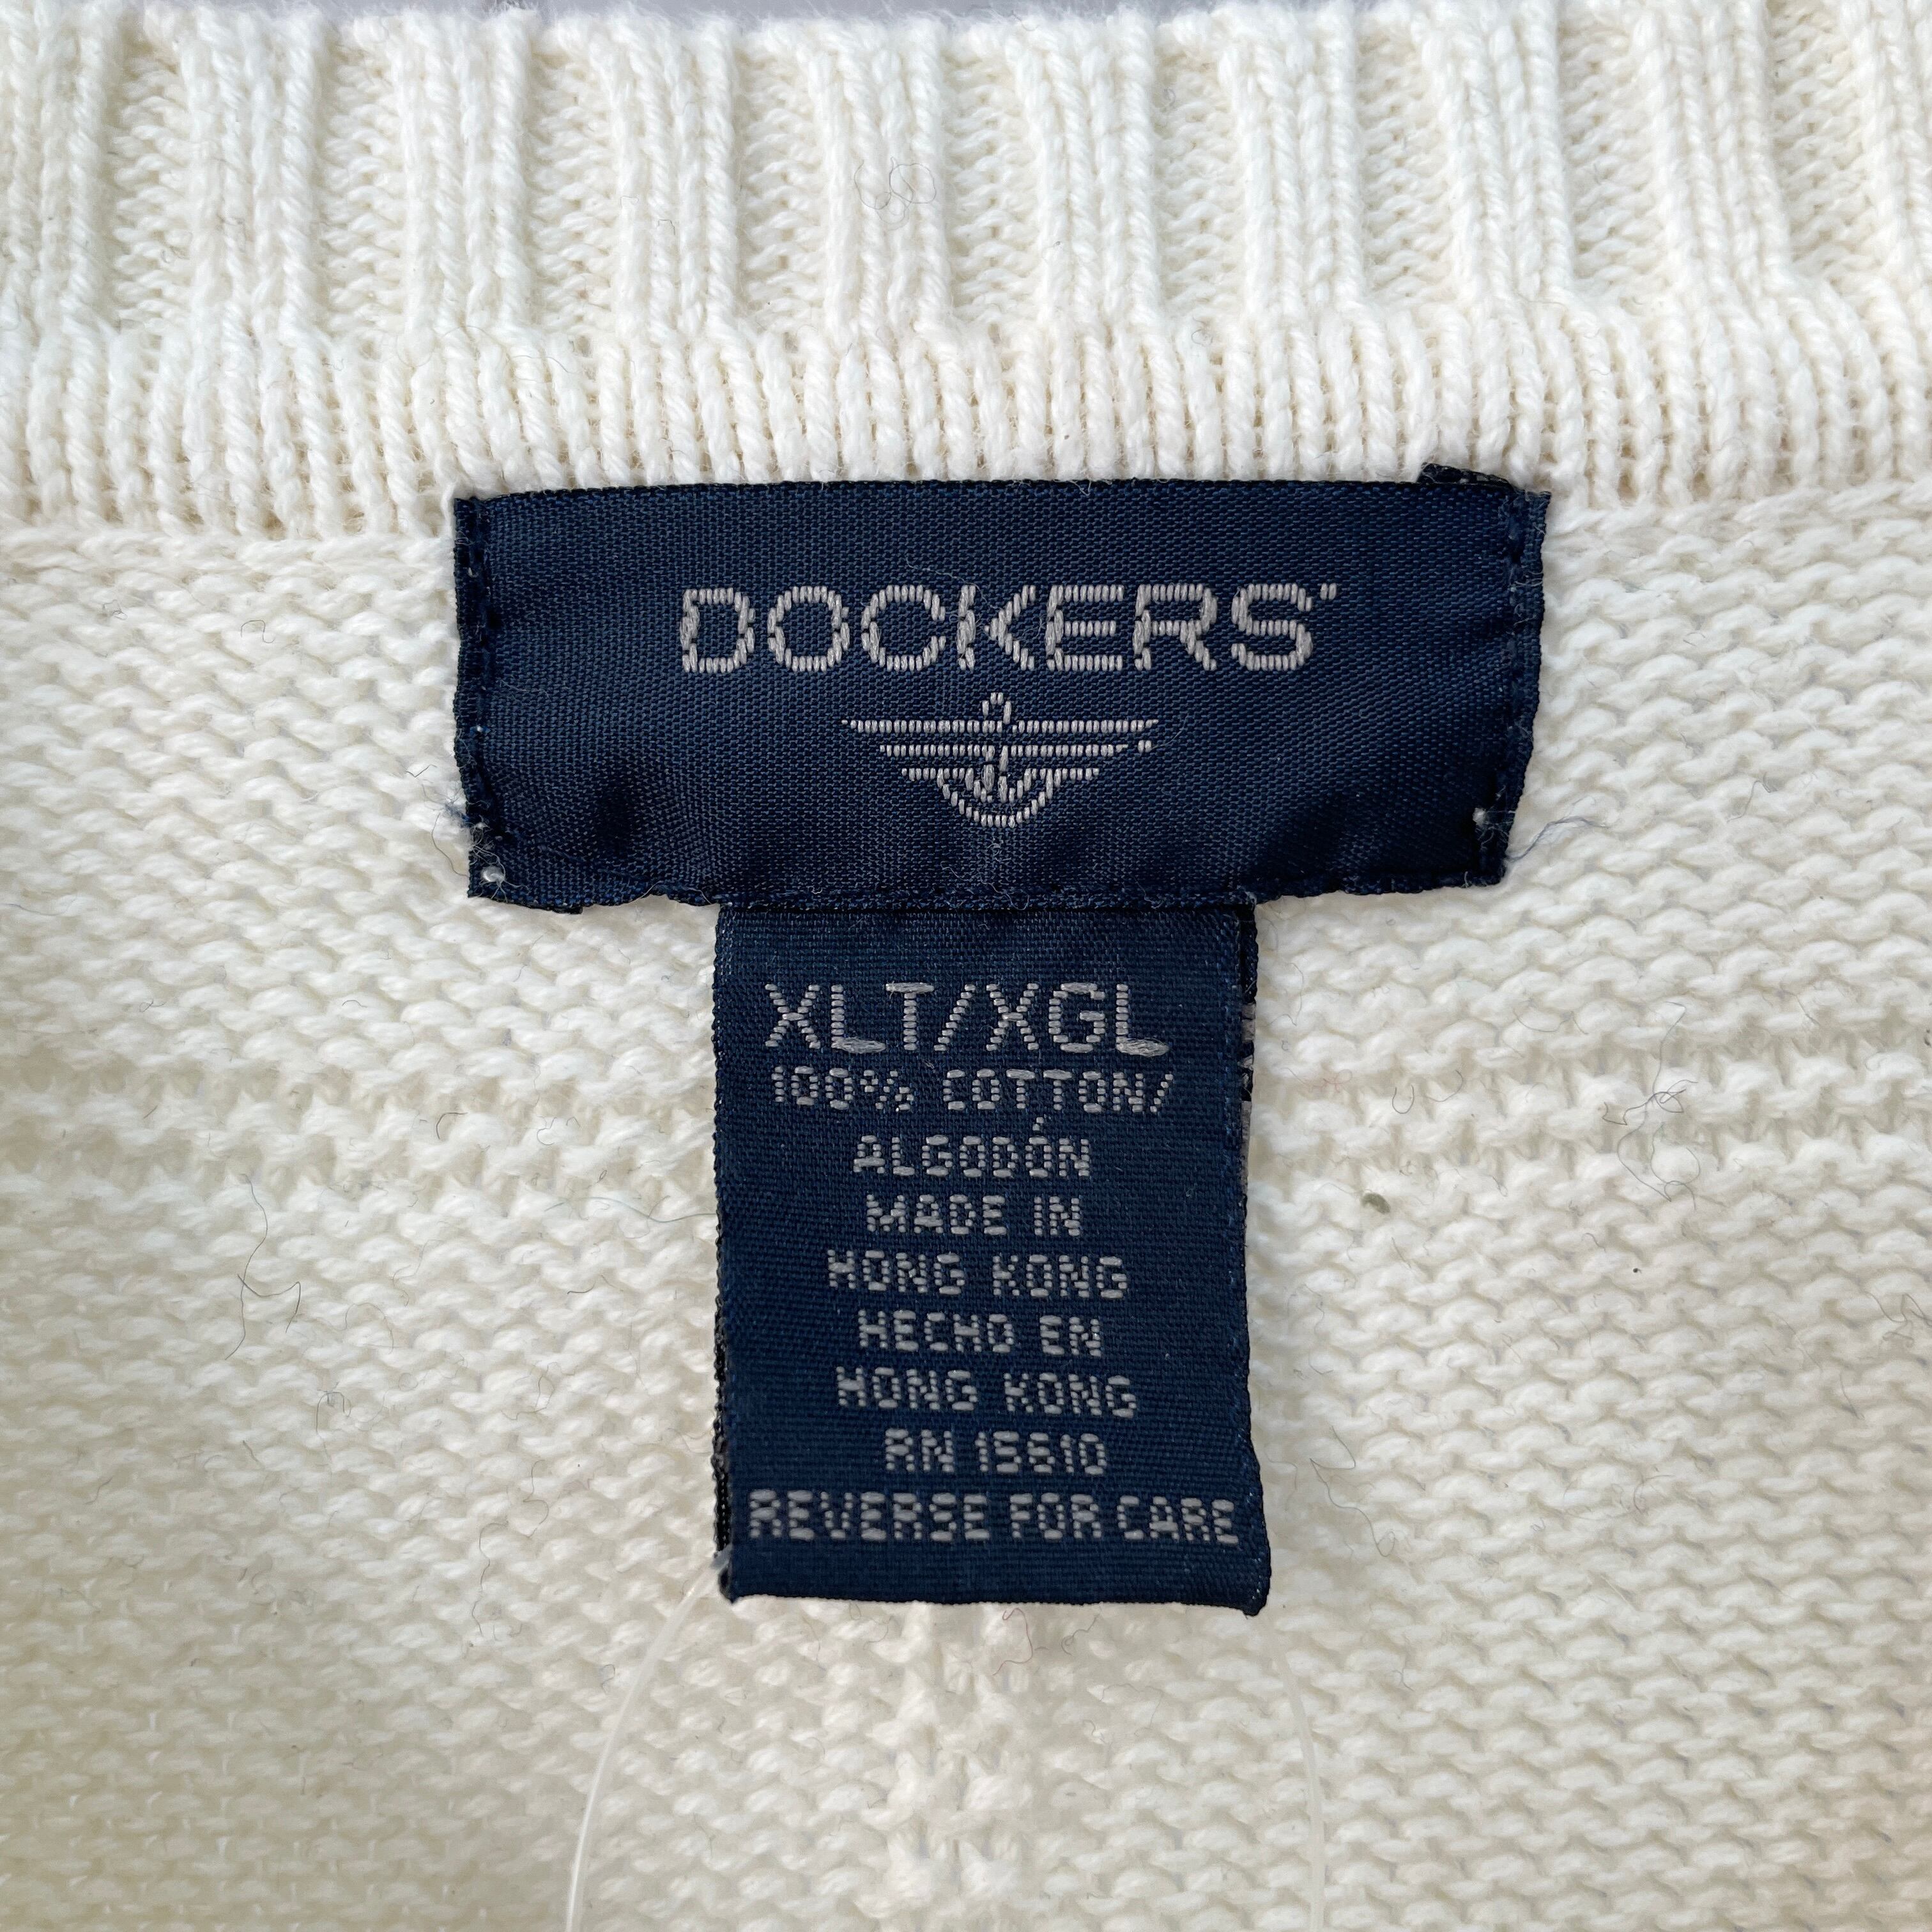 DOCKERS
XLT/XGL
100% COTTON/
ALGODÓN
MADE IN
HONG KONG
HECHO EN
HONG KONG
RN 15610
REVERSE FOR CARE